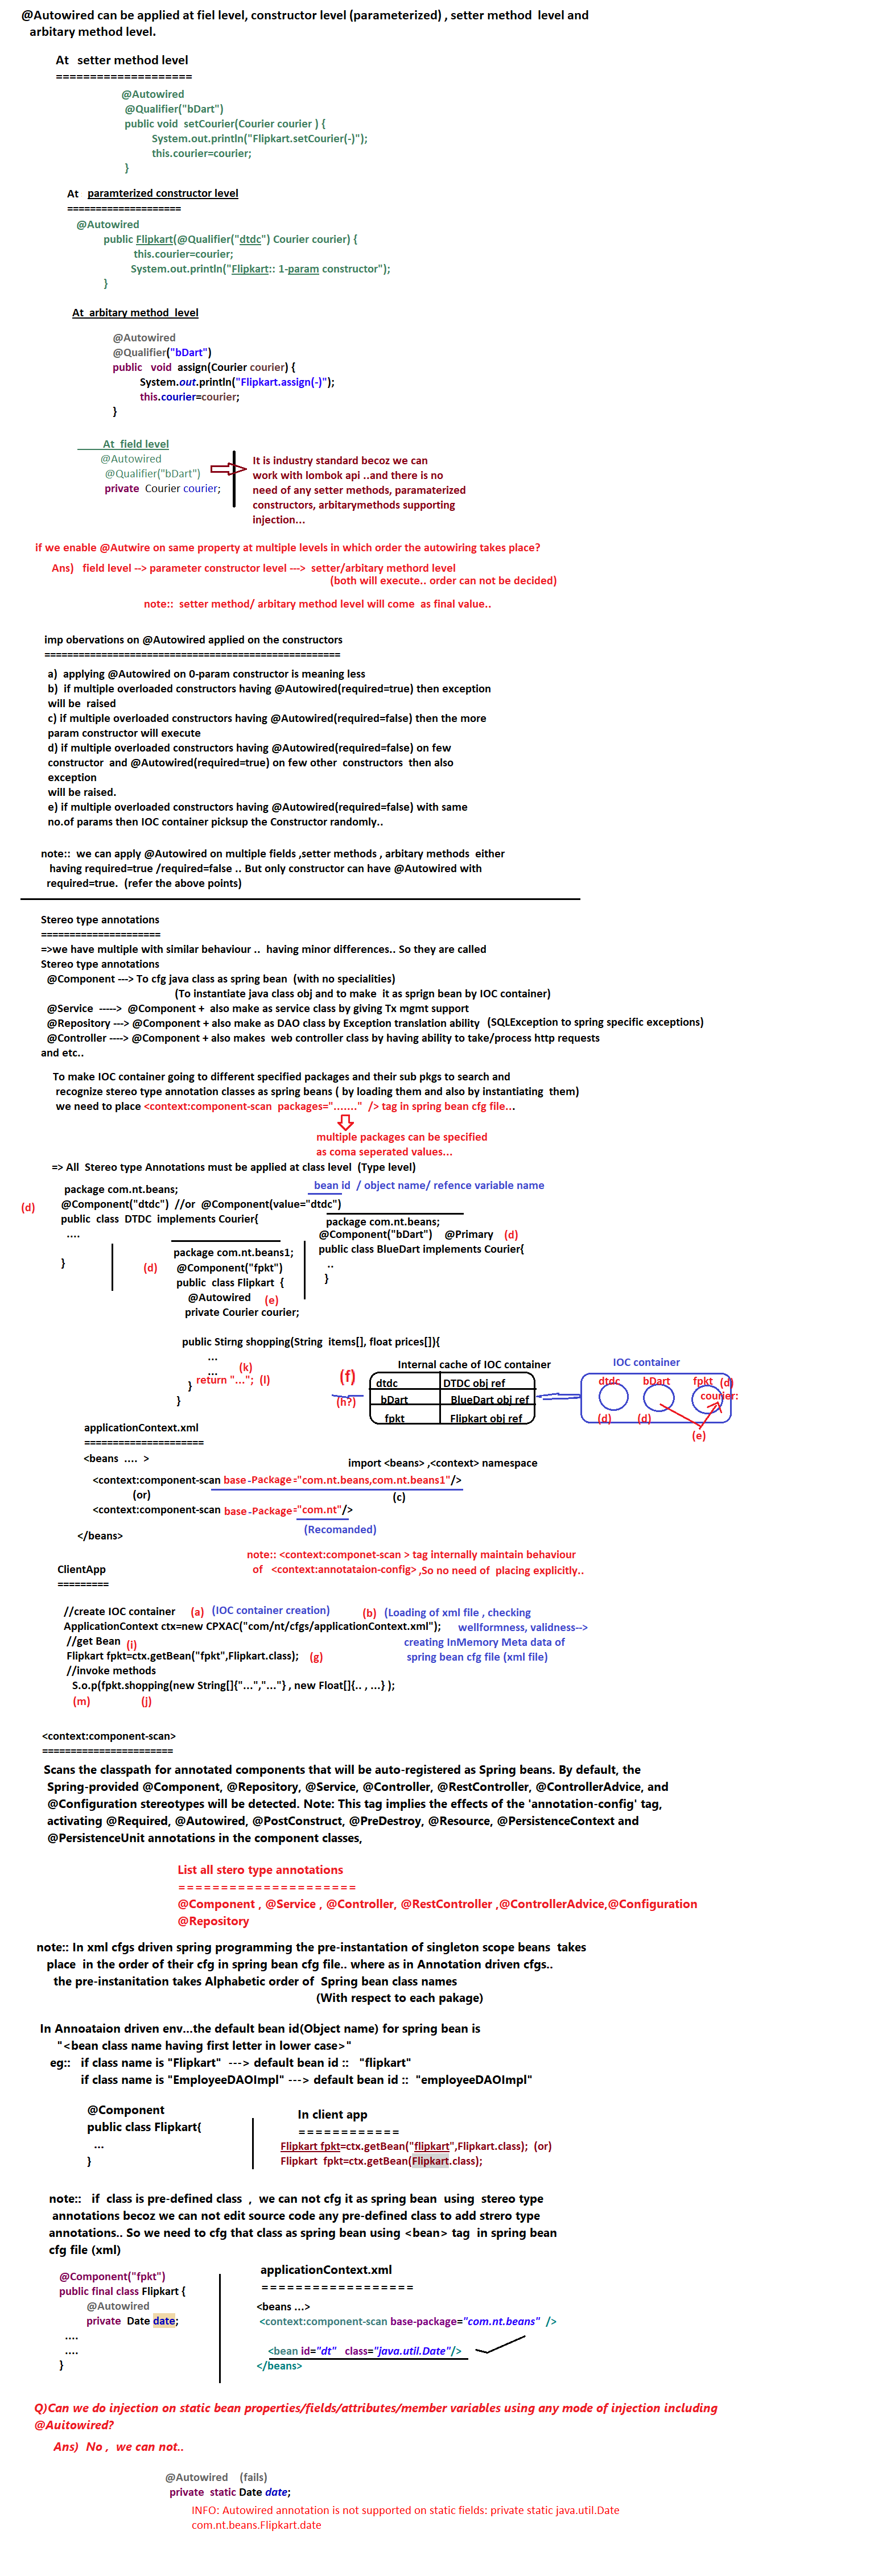 @Autowired can be applied at fiel level, constructor level (parameterized) , setter method level and
arbitary method level.
At setter method level
=====================
@Autowired
@Qualifier("bDart")
public void setCourier(Courier courier ) {
System.out.println("Flipkart.setCourier(-)");
this.courier=courier;
}
At paramterized constructor level
====================
@Autowired
public Flipkart(@Qualifier("dtdc") Courier courier) {
this.courier=courier;
System.out.println("Flipkart:: 1-param constructor");
}
At arbitary method level
@Autowired
@Qualifier("bDart")
public void assign(Courier courier) {
System.out.println("Flipkart.assign(-)");
this.courier=courier;
}
At field level
@Autowired
@Qualifier("bDart")
private Courier courier;
It is industry standard becoz we can
work with lombok api ..and there is no
need of any setter methods, paramaterized
constructors, arbitarymethods supporting
injection...
if we enable @Autwire on same property at multiple levels in which order the autowiring takes place?
Ans) field level --> parameter constructor level ---> setter/arbitary methord level
(both will execute.. order can not be decided)
note:: setter method/ arbitary method level will come as final value..
imp obervations on @Autowired applied on the constructors
====================================================
a) applying @Autowired on 0-param constructor is meaning less
b) if multiple overloaded constructors having @Autowired(required=true) then exception
will be raised
c) if multiple overloaded constructors having @Autowired(required=false) then the more
param constructor will execute
d) if multiple overloaded constructors having @Autowired(required=false) on few
constructor and @Autowired(required=true) on few other constructors then also
exception
will be raised.
e) if multiple overloaded constructors having @Autowired(required=false) with same
no.of params then IOC container picksup the Constructor randomly..
note:: we can apply @Autowired on multiple fields ,setter methods , arbitary methods either
having required=true /required=false .. But only constructor can have @Autowired with
required=true. (refer the above points)
Stereo type annotations
=====================
=>we have multiple with similar behaviour .. having minor differences.. So they are called
Stereo type annotations
@Component ---> To cfg java class as spring bean (with no specialities)
(To instantiate java class obj and to make it as sprign bean by IOC container)
@Service -----> @Component + also make as service class by giving Tx mgmt support
@Repository ---> @Component + also make as DAO class by Exception translation ability (SQLException to spring specific exceptions)
@Controller ----> @Component + also makes web controller class by having ability to take/process http requests
and etc..
To make IOC container going to different specified packages and their sub pkgs to search and
recognize stereo type annotation classes as spring beans ( by loading them and also by instantiating them)
we need to place <context:component-scan packages="......." /> tag in spring bean cfg file...
multiple packages can be specified
as coma seperated values...
=> All Stereo type Annotations must be applied at class level (Type level)
bean id / object name/ refence variable name
package com.nt.beans;
(d) @Component("dtdc") //or @Component(value="dtdc")
public class DTDC implements Courier{
....
}
package com.nt.beans;
@Component("bDart") @Primary (d)
public class BlueDart implements Courier{
..
}
package com.nt.beans1;
(d) @Component("fpkt")
public class Flipkart {
@Autowired (e)
private Courier courier;
public Stirng shopping(String items[], float prices[]){
...
... (k)
return "..."; (l)
}
}
(f)
(h?)
Internal cache of IOC container
dtdc DTDC obj ref
bDart BlueDart obj ref
fpkt Flipkart obj ref
IOC container
dtdc bDart fpkt (d)
courier:
(d) (d)
(e)
applicationContext.xml
=====================
<beans .... > import <beans> ,<context> namespace
<context:component-scan base-Package="com.nt.beans,com.nt.beans1"/>
(or) (c)
<context:component-scan base-Package="com.nt"/>
(Recomanded)
</beans>
note:: <context:componet-scan > tag internally maintain behaviour
of <context:annotataion-config> ,So no need of placing explicitly..
ClientApp
=========
//create IOC container (a) (IOC container creation) (b) (Loading of xml file , checking
ApplicationContext ctx=new CPXAC("com/nt/cfgs/applicationContext.xml"); wellformness, validness-->
//get Bean (i) creating InMemory Meta data of
Flipkart fpkt=ctx.getBean("fpkt",Flipkart.class); (g) spring bean cfg file (xml file)
//invoke methods
S.o.p(fpkt.shopping(new String[]{"...","..."} , new Float[]{.. , ...} );
(m) (j)
<context:component-scan>
=======================
Scans the classpath for annotated components that will be auto-registered as Spring beans. By default, the
Spring-provided @Component, @Repository, @Service, @Controller, @RestController, @ControllerAdvice, and
@Configuration stereotypes will be detected. Note: This tag implies the effects of the 'annotation-config' tag,
activating @Required, @Autowired, @PostConstruct, @PreDestroy, @Resource, @PersistenceContext and
@PersistenceUnit annotations in the component classes,
List all stero type annotations
=====================
@Component , @Service , @Controller, @RestController ,@ControllerAdvice,@Configuration
@Repository
note:: In xml cfgs driven spring programming the pre-instantation of singleton scope beans takes
place in the order of their cfg in spring bean cfg file.. where as in Annotation driven cfgs..
the pre-instanitation takes Alphabetic order of Spring bean class names
(With respect to each pakage)
In Annoataion driven env...the default bean id(Object name) for spring bean is
"<bean class name having first letter in lower case>"
eg:: if class name is "Flipkart" ---> default bean id :: "flipkart"
if class name is "EmployeeDAOImpl" ---> default bean id :: "employeeDAOImpl"
@Component
public class Flipkart{
...
}
In client app
============
Flipkart fpkt=ctx.getBean("flipkart",Flipkart.class); (or)
Flipkart fpkt=ctx.getBean(Flipkart.class);
note:: if class is pre-defined class , we can not cfg it as spring bean using stereo type
annotations becoz we can not edit source code any pre-defined class to add strero type
annotations.. So we need to cfg that class as spring bean using <bean> tag in spring bean
cfg file (xml)
@Component("fpkt")
public final class Flipkart {
@Autowired
private Date date;
....
....
}
applicationContext.xml
==================
<beans ...>
<context:component-scan base-package="com.nt.beans" />
<bean id="dt" class="java.util.Date"/>
</beans>
Q)Can we do injection on static bean properties/fields/attributes/member variables using any mode of injection including
@Auitowired?
Ans) No , we can not..
@Autowired (fails)
private static Date date;
INFO: Autowired annotation is not supported on static fields: private static java.util.Date
com.nt.beans.Flipkart.date